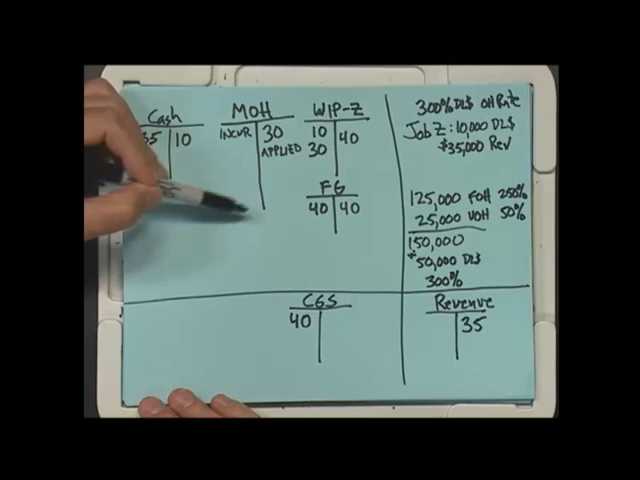 Cash
35 10
MOH
INCUR 30
APPLIED
WIP-Z
10 40
30
FG
40 40
CGS
40
300% DL$ OH Rate
Job Z: 10,000 DL$
$35,000 Rev
125,000 FOH 250%
25,000 VOH 50%
150,000
÷ 50,000 DL$
300%
Revenue
35